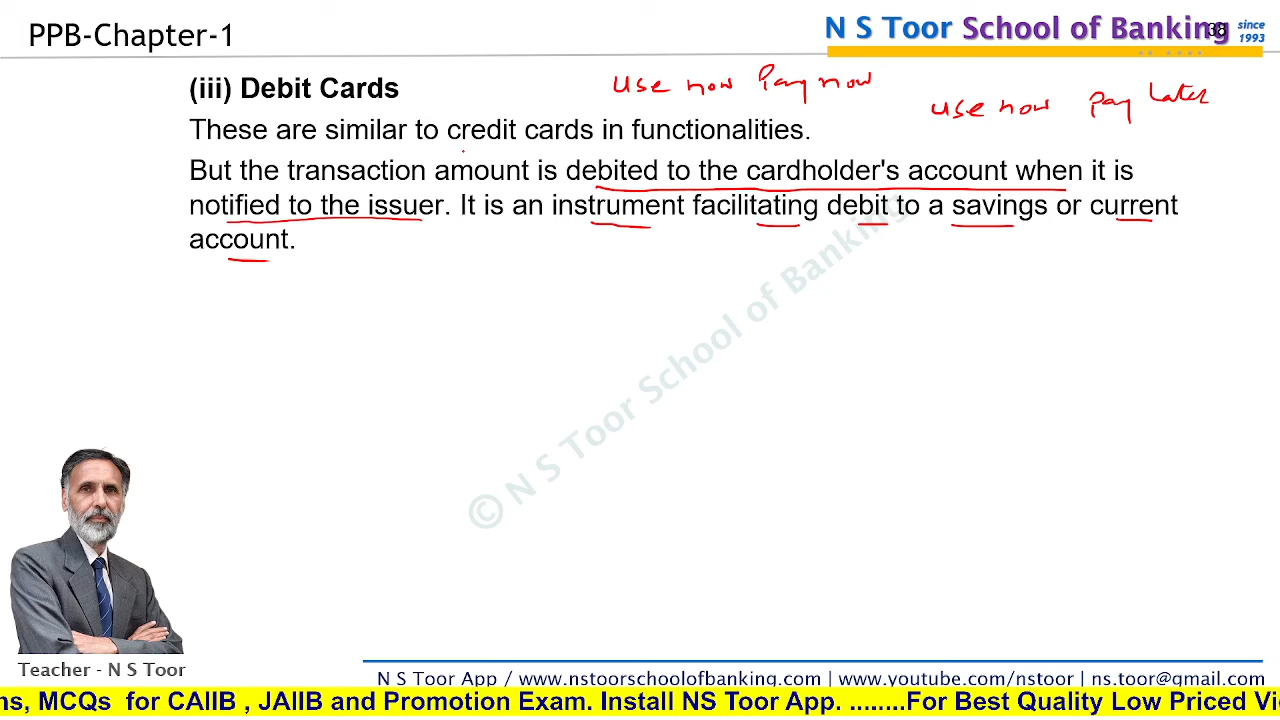 PPB-Chapter-1
N S Toor School of Banking
38
since
1993
(iii) Debit Cards
use now Pay now
use now Pay Later
These are similar to credit cards in functionalities.
But the transaction amount is debited to the cardholder's account when it is
notified to the issuer. It is an instrument facilitating debit to a savings or current
account.
© N S Toor School of Banking
Teacher - N S Toor
N S Toor App / www.nstoorschoolofbanking.com | www.youtube.com/nstoor | ns.toor@gmail.com
ns, MCQs for CAIIB , JAIIB and Promotion Exam. Install NS Toor App. ........For Best Quality Low Priced Vi